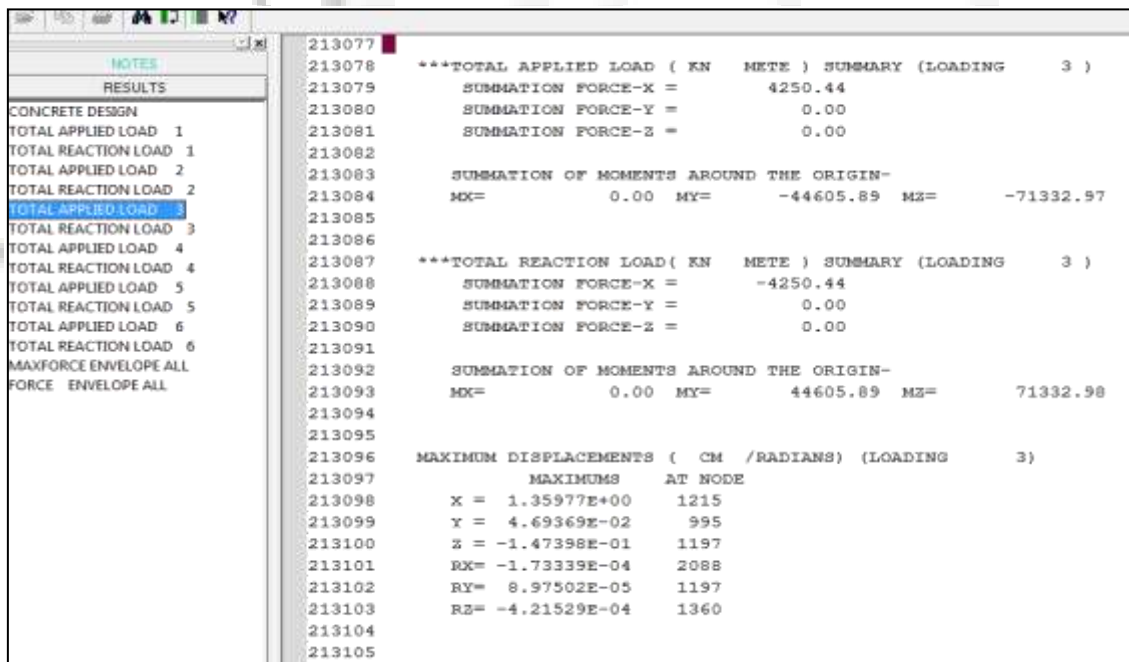 NOTES
RESULTS
CONCRETE DESIGN
TOTAL APPLIED LOAD 1
TOTAL REACTION LOAD 1
TOTAL APPLIED LOAD 2
TOTAL REACTION LOAD 2
TOTAL APPLIED LOAD 3
TOTAL REACTION LOAD 3
TOTAL APPLIED LOAD 4
TOTAL REACTION LOAD 4
TOTAL APPLIED LOAD 5
TOTAL REACTION LOAD 5
TOTAL APPLIED LOAD 6
TOTAL REACTION LOAD 6
MAXFORCE ENVELOPE ALL
FORCE ENVELOPE ALL
213077
213078 ***TOTAL APPLIED LOAD ( KN METE ) SUMMARY (LOADING 3 )
213079 SUMMATION FORCE-X = 4250.44
213080 SUMMATION FORCE-Y = 0.00
213081 SUMMATION FORCE-Z = 0.00
213082
213083 SUMMATION OF MOMENTS AROUND THE ORIGIN-
213084 MX= 0.00 MY= -44605.89 MZ= -71332.97
213085
213086
213087 ***TOTAL REACTION LOAD( KN METE ) SUMMARY (LOADING 3 )
213088 SUMMATION FORCE-X = -4250.44
213089 SUMMATION FORCE-Y = 0.00
213090 SUMMATION FORCE-Z = 0.00
213091
213092 SUMMATION OF MOMENTS AROUND THE ORIGIN-
213093 MX= 0.00 MY= 44605.89 MZ= 71332.98
213094
213095
213096 MAXIMUM DISPLACEMENTS ( CM /RADIANS) (LOADING 3)
213097 MAXIMUMS AT NODE
213098 X = 1.35977E+00 1215
213099 Y = 4.69369E-02 995
213100 Z = -1.47398E-01 1197
213101 RX= -1.73339E-04 2088
213102 RY= 8.97502E-05 1197
213103 RZ= -4.21529E-04 1360
213104
213105